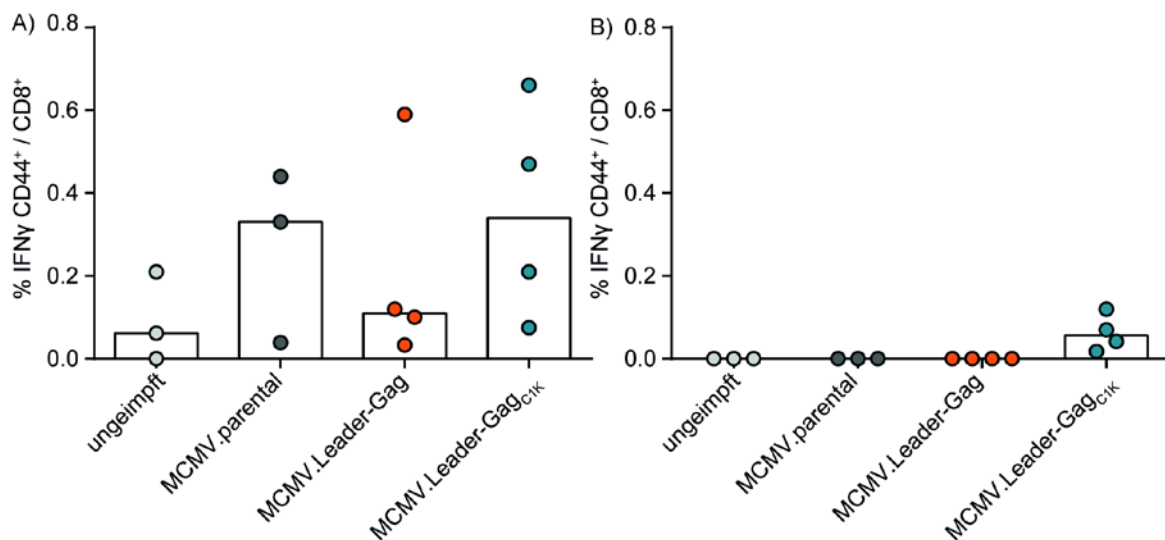 A)
% IFNγ CD44⁺ / CD8⁺
0.8
0.6
0.4
0.2
0.0
ungeimpft
MCMV.parental
MCMV.Leader-Gag
MCMV.Leader-Gag_C1K
B)
% IFNγ CD44⁺ / CD8⁺
0.8
0.6
0.4
0.2
0.0
ungeimpft
MCMV.parental
MCMV.Leader-Gag
MCMV.Leader-Gag_C1K